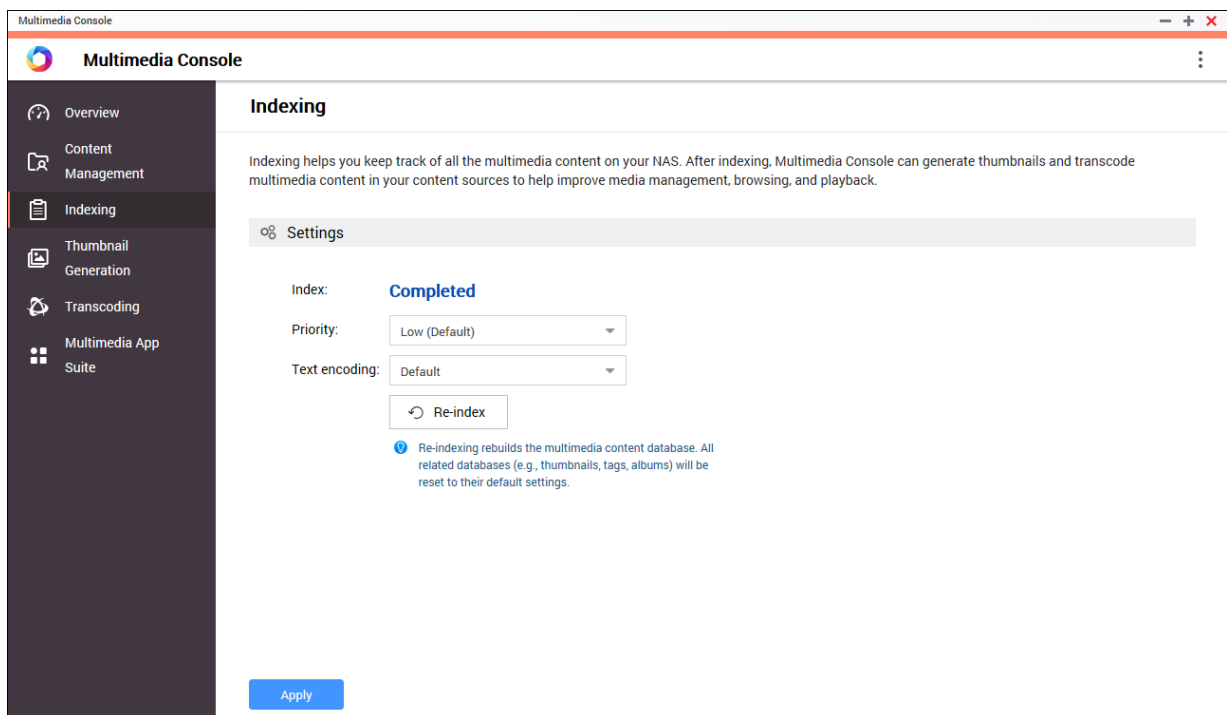 Multimedia Console
Multimedia Console
Overview
Content
Management
Indexing
Thumbnail
Generation
Transcoding
Multimedia App
Suite
Indexing
Indexing helps you keep track of all the multimedia content on your NAS. After indexing, Multimedia Console can generate thumbnails and transcode
multimedia content in your content sources to help improve media management, browsing, and playback.
Settings
Index: Completed
Priority: Low (Default)
Text encoding: Default
Re-index
Re-indexing rebuilds the multimedia content database. All
related databases (e.g., thumbnails, tags, albums) will be
reset to their default settings.
Apply